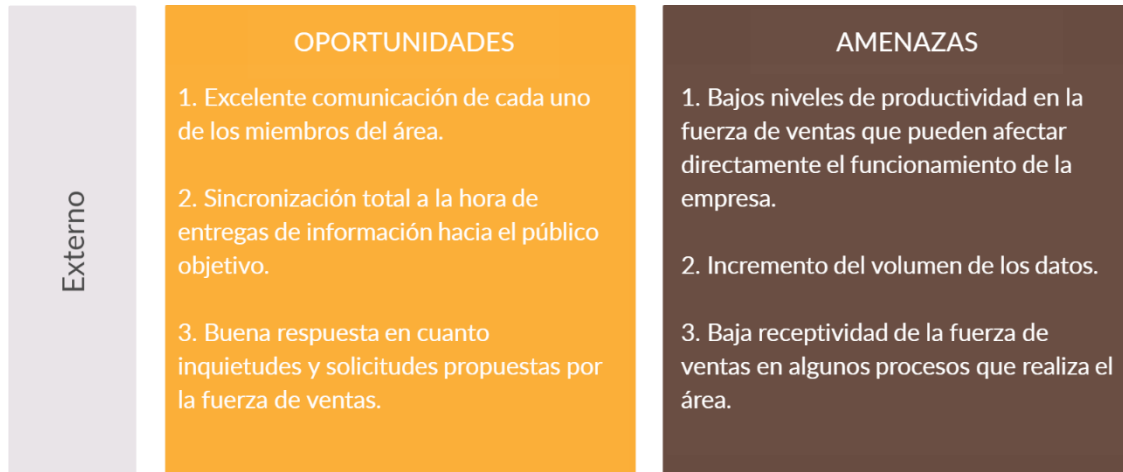 Externo
OPORTUNIDADES
1. Excelente comunicación de cada uno
de los miembros del área.
2. Sincronización total a la hora de
entregas de información hacia el público
objetivo.
3. Buena respuesta en cuanto
inquietudes y solicitudes propuestas por
la fuerza de ventas.
AMENAZAS
1. Bajos niveles de productividad en la
fuerza de ventas que pueden afectar
directamente el funcionamiento de la
empresa.
2. Incremento del volumen de los datos.
3. Baja receptividad de la fuerza de
ventas en algunos procesos que realiza el
área.